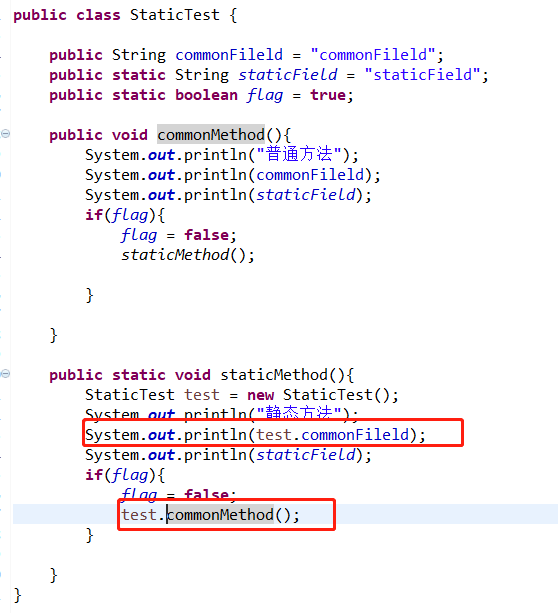 public class StaticTest {
public String commonFileld = "commonFileld";
public static String staticField = "staticField";
public static boolean flag = true;
public void commonMethod(){
System.out.println("普通方法");
System.out.println(commonFileld);
System.out.println(staticField);
if(flag){
flag = false;
staticMethod();
}
}
public static void staticMethod(){
StaticTest test = new StaticTest();
System.out.println("静态方法");
System.out.println(test.commonFileld);
System.out.println(staticField);
if(flag){
flag = false;
test.commonMethod();
}
}
}